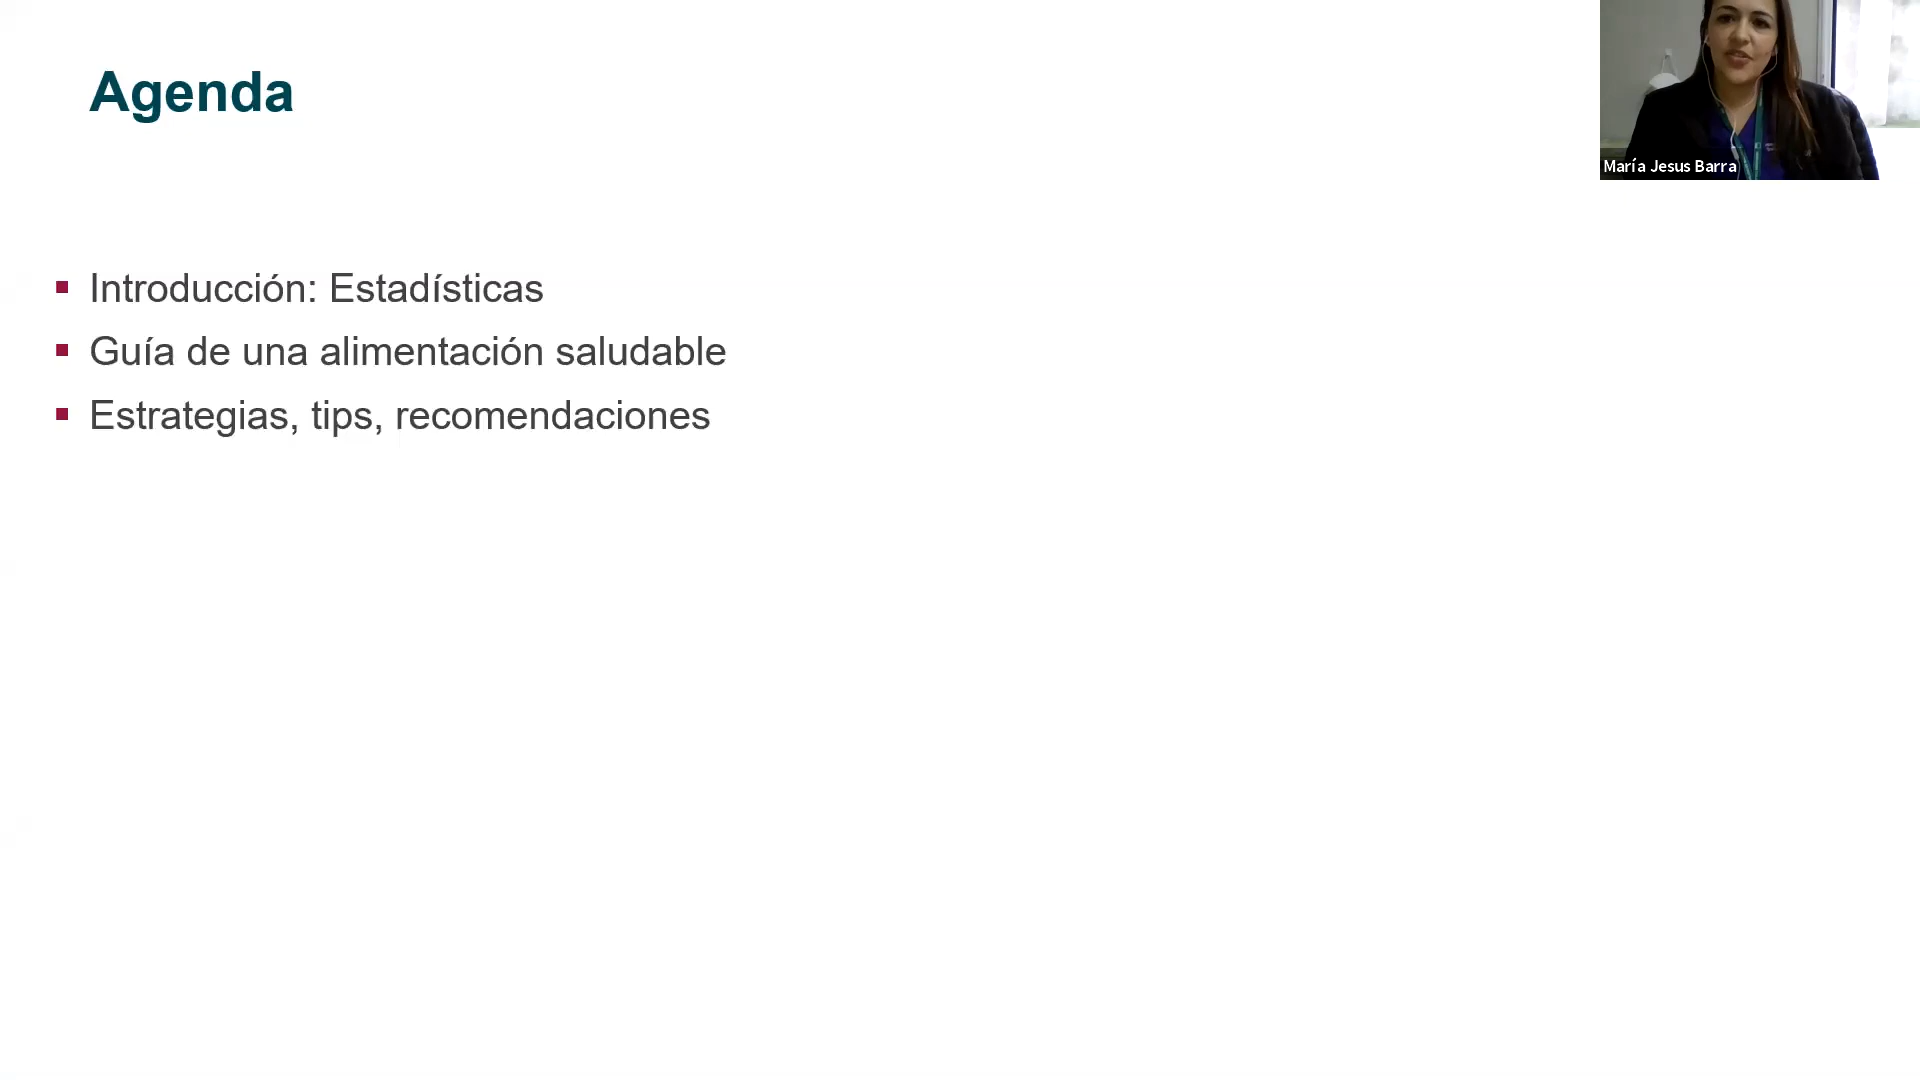 Agenda
María Jesus Barra
Introducción: Estadísticas
Guía de una alimentación saludable
Estrategias, tips, recomendaciones